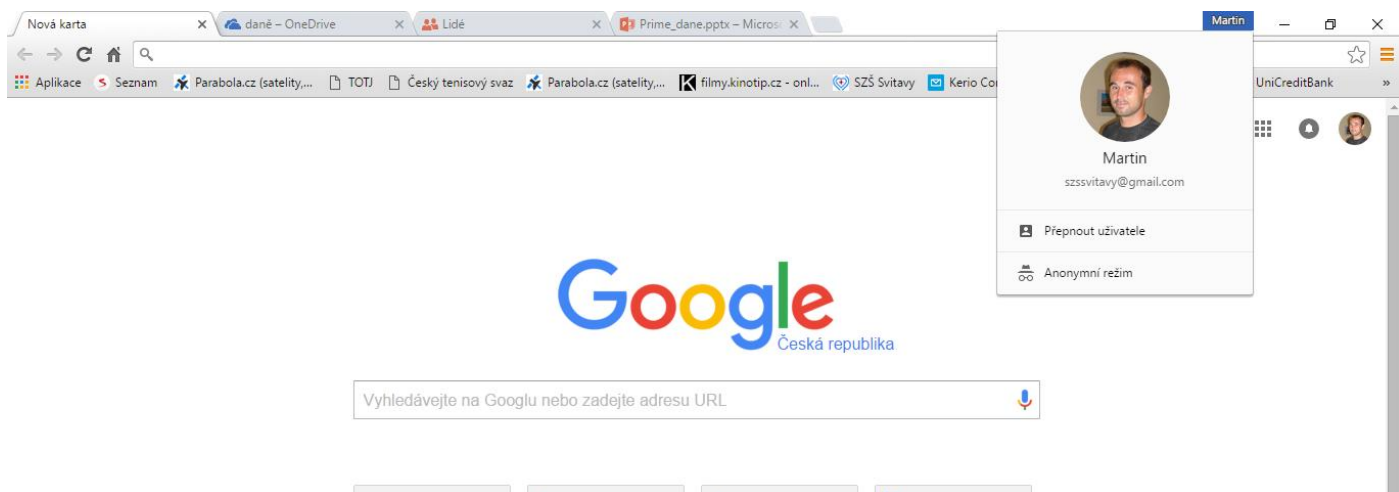 Nová karta
daně – OneDrive
Lidé
Prime_dane.pptx – Micros
Martin
Aplikace
Seznam
Parabola.cz (satelity,...
TOTJ
Český tenisový svaz
Parabola.cz (satelity,...
filmy.kinotip.cz - onl...
SZŠ Svitavy
Kerio Co
UniCreditBank
»
Martin
szssvitavy@gmail.com
Přepnout uživatele
Anonymní režim
Google
Česká republika
Vyhledávejte na Googlu nebo zadejte adresu URL